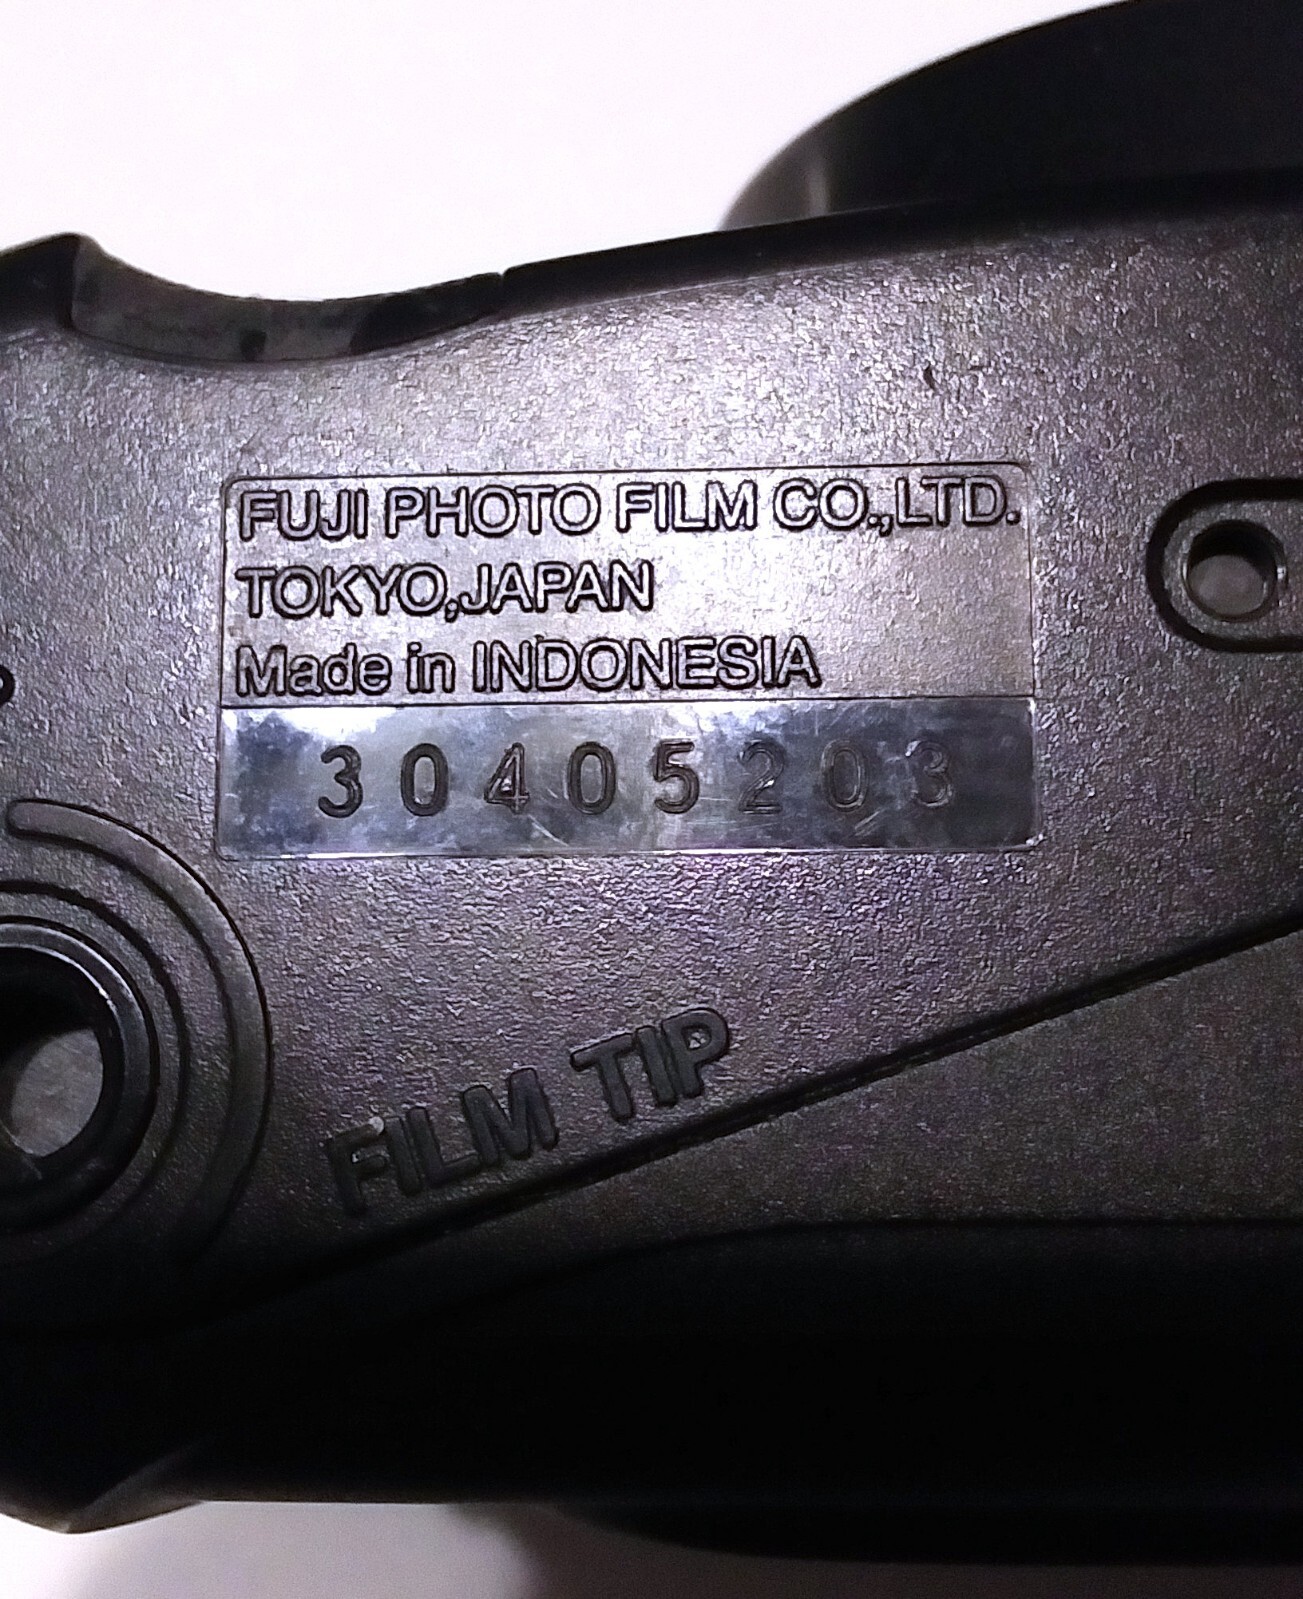 FUJI PHOTO FILM CO.,LTD.
TOKYO,JAPAN
Made in INDONESIA
30405203
FILM TIP